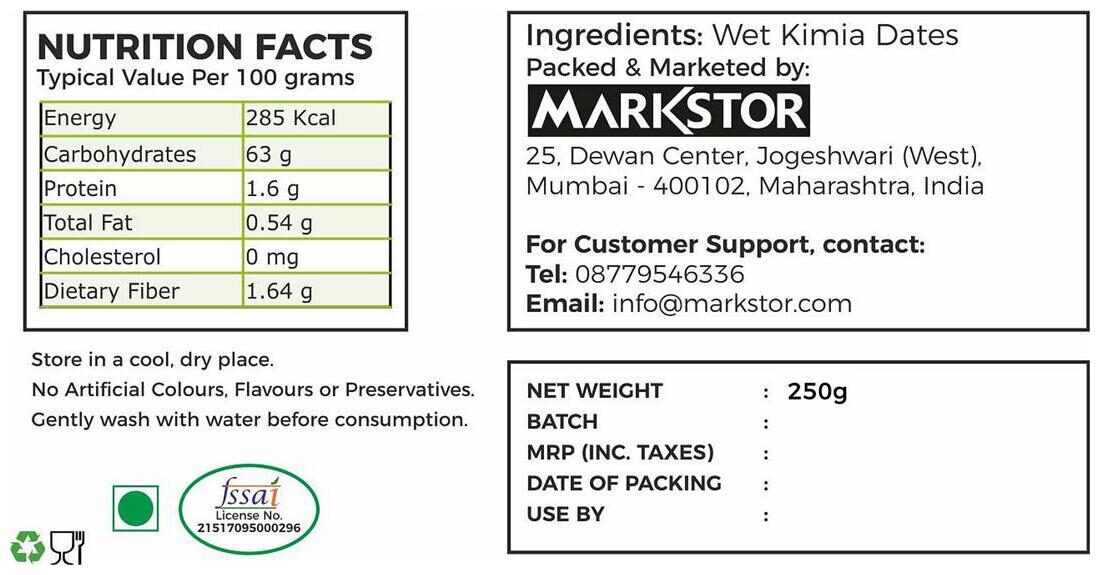 NUTRITION FACTS
Typical Value Per 100 grams
Energy 285 Kcal
Carbohydrates 63 g
Protein 1.6 g
Total Fat 0.54 g
Cholesterol 0 mg
Dietary Fiber 1.64 g
Store in a cool, dry place.
No Artificial Colours, Flavours or Preservatives.
Gently wash with water before consumption.
fssai
License No.
21517095000296
Ingredients: Wet Kimia Dates
Packed & Marketed by:
MARKSTOR
25, Dewan Center, Jogeshwari (West),
Mumbai - 400102, Maharashtra, India
For Customer Support, contact:
Tel: 08779546336
Email: info@markstor.com
NET WEIGHT : 250g
BATCH :
MRP (INC. TAXES) :
DATE OF PACKING :
USE BY :